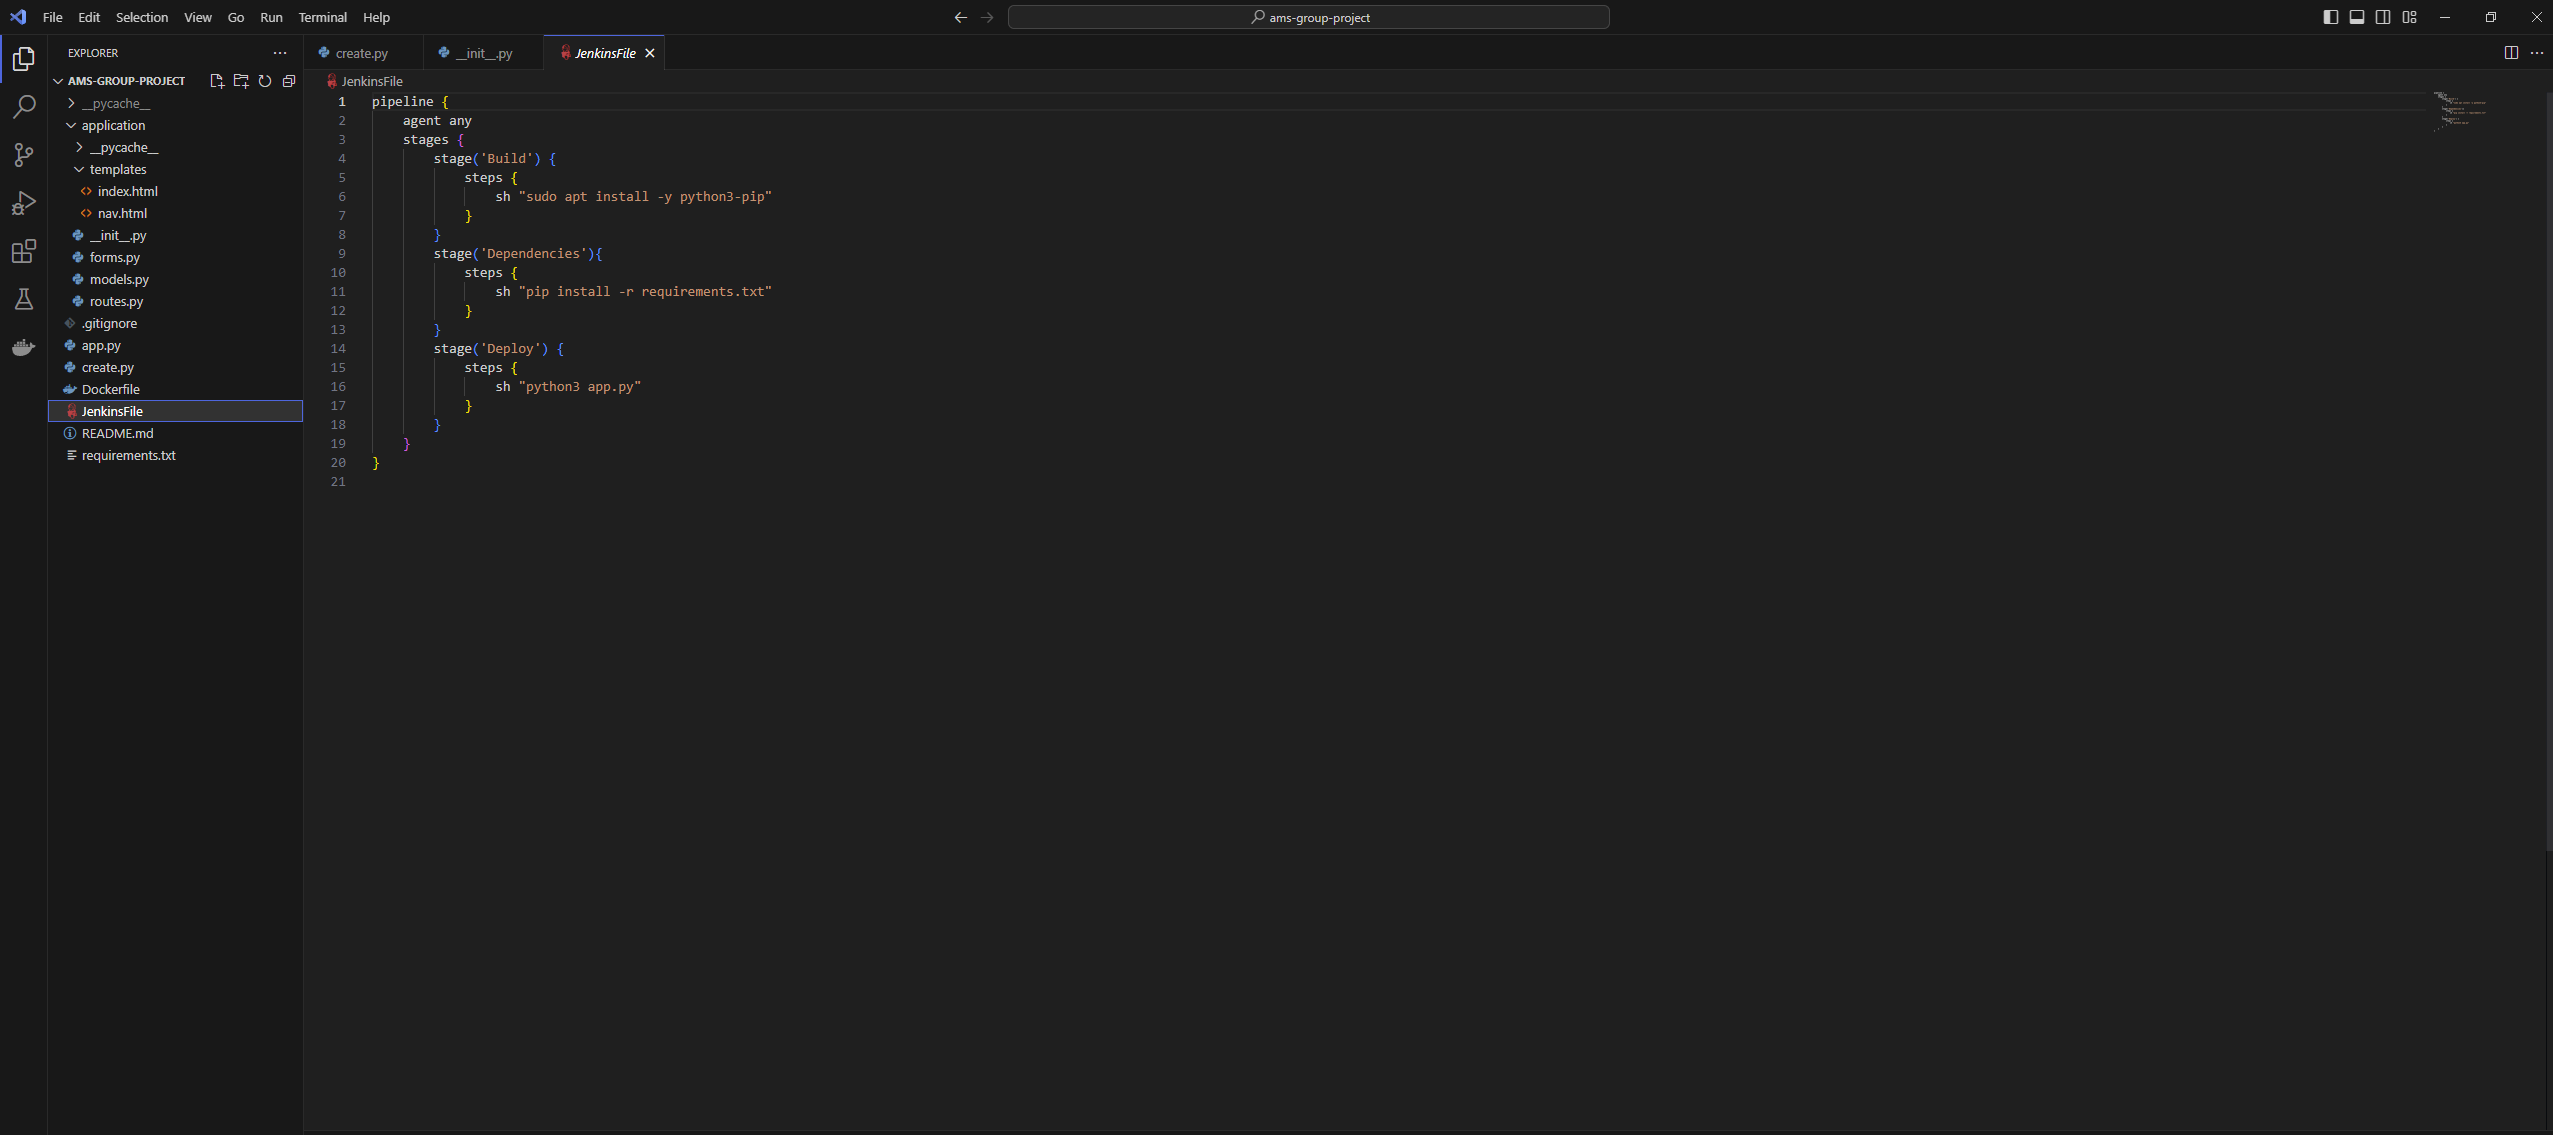 File Edit Selection View Go Run Terminal Help
ams-group-project
EXPLORER
AMS-GROUP-PROJECT
__pycache__
application
__pycache__
templates
index.html
nav.html
__init__.py
forms.py
models.py
routes.py
.gitignore
app.py
create.py
Dockerfile
JenkinsFile
README.md
requirements.txt
create.py __init__.py JenkinsFile
JenkinsFile
1 pipeline {
2 agent any
3 stages {
4 stage('Build') {
5 steps {
6 sh "sudo apt install -y python3-pip"
7 }
8 }
9 stage('Dependencies'){
10 steps {
11 sh "pip install -r requirements.txt"
12 }
13 }
14 stage('Deploy') {
15 steps {
16 sh "python3 app.py"
17 }
18 }
19 }
20 }
21